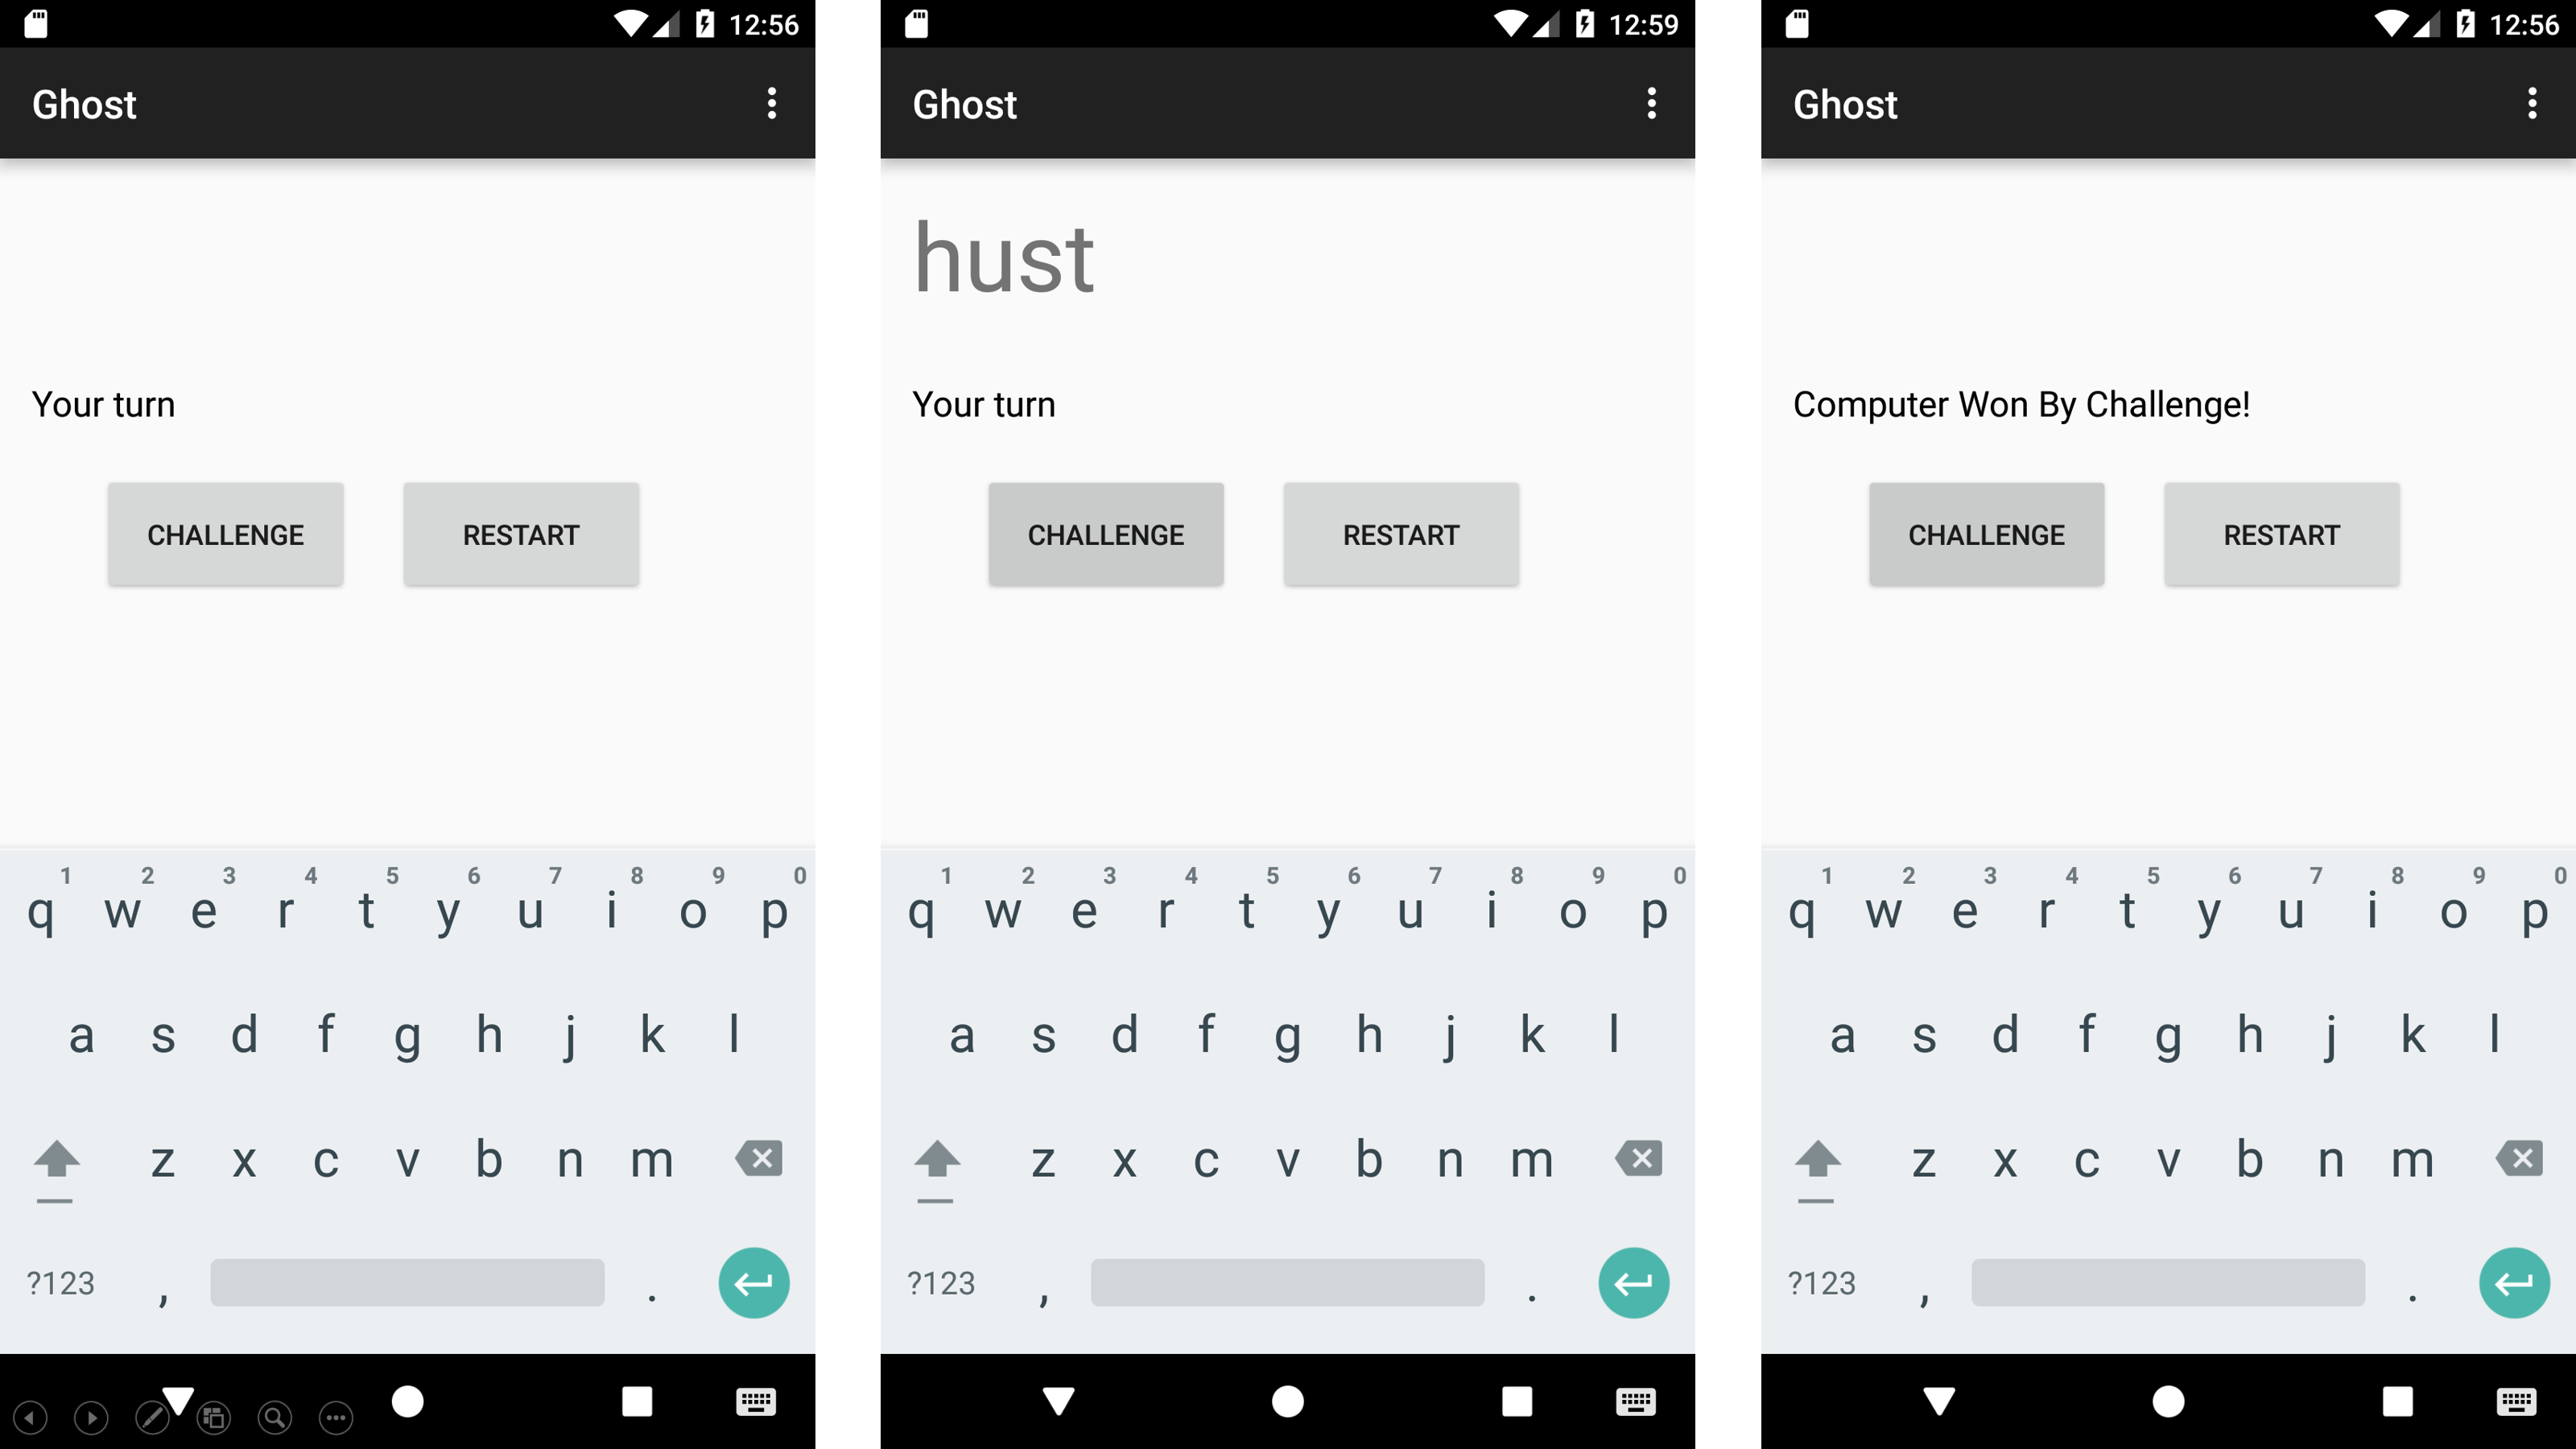 12:56
Ghost
Your turn
CHALLENGE RESTART
1 2 3 4 5 6 7 8 9 0
q w e r t y u i o p
a s d f g h j k l
z x c v b n m
?123 , .
12:59
Ghost
hust
Your turn
CHALLENGE RESTART
1 2 3 4 5 6 7 8 9 0
q w e r t y u i o p
a s d f g h j k l
z x c v b n m
?123 , .
12:56
Ghost
Computer Won By Challenge!
CHALLENGE RESTART
1 2 3 4 5 6 7 8 9 0
q w e r t y u i o p
a s d f g h j k l
z x c v b n m
?123 , .